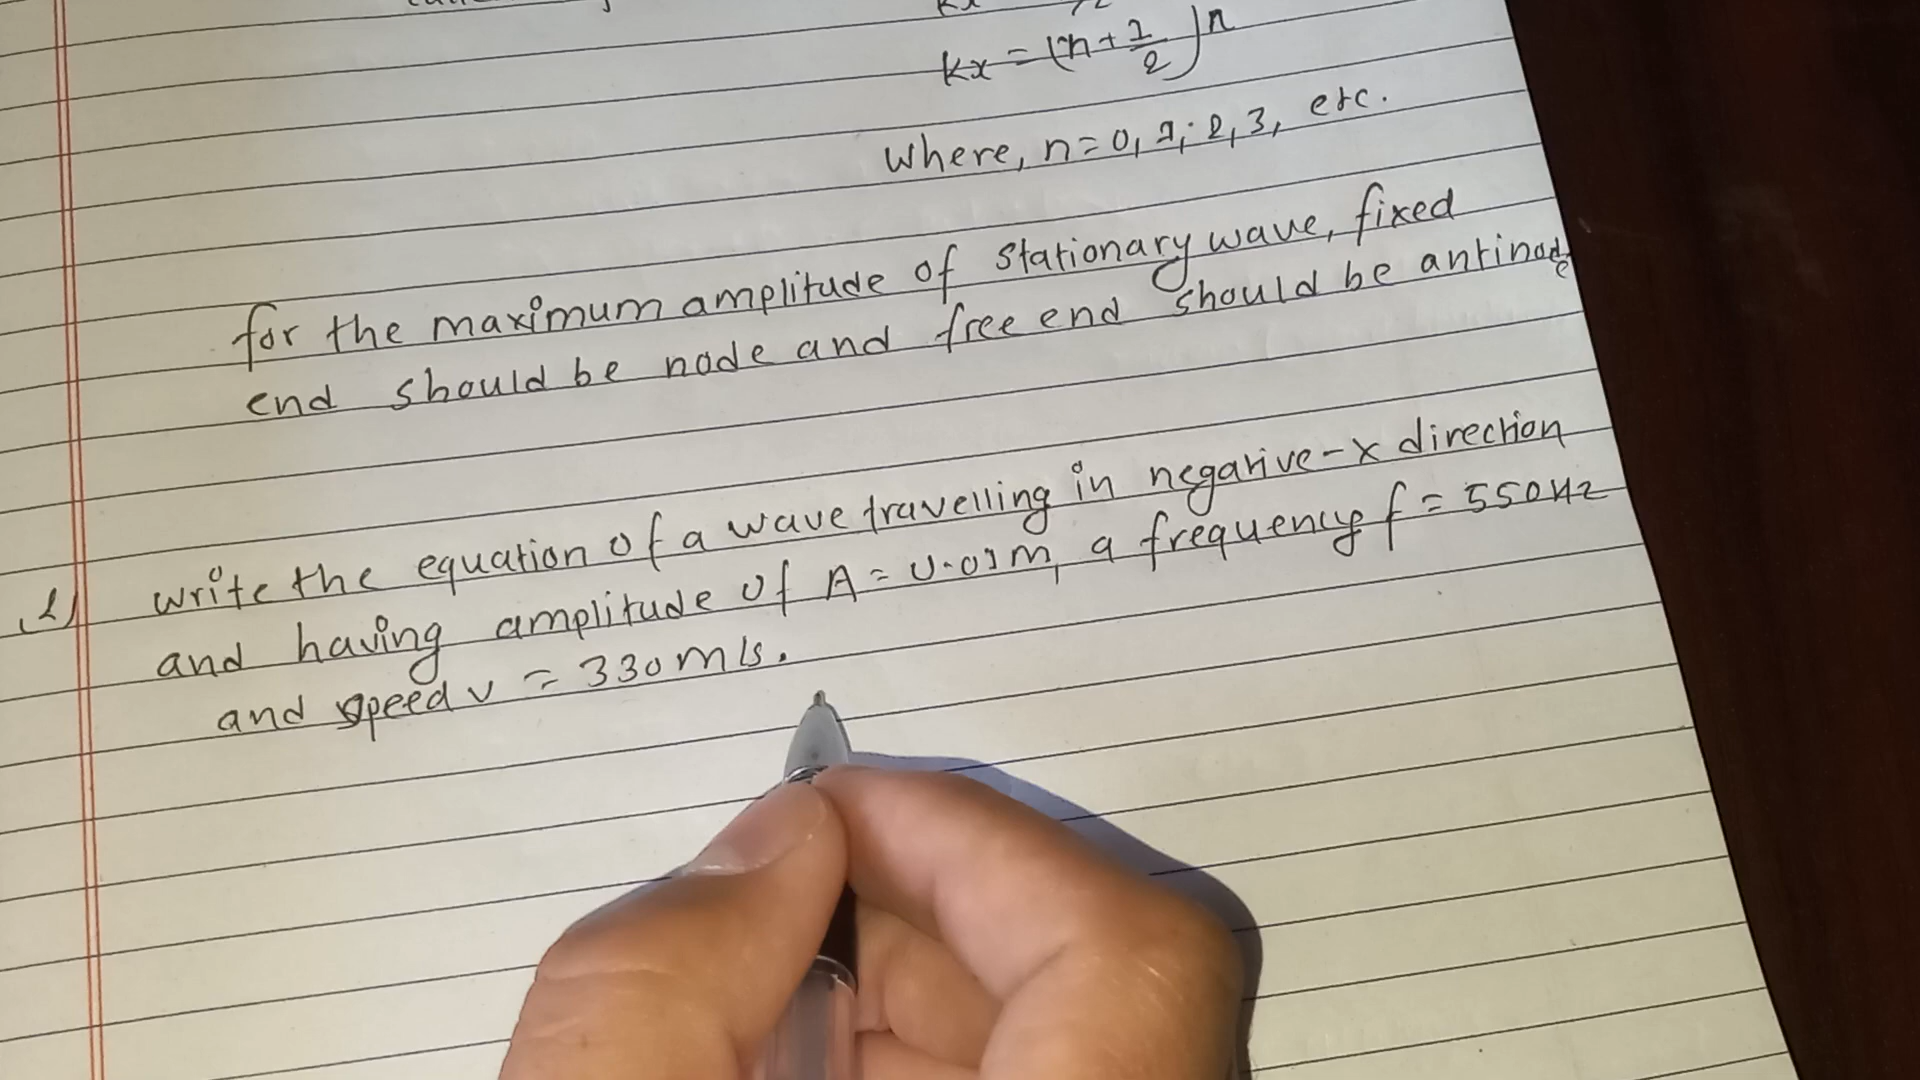 kx = (n + 1/2)π
Where, n = 0, 1, 2, 3, etc.
for the maximum amplitude of stationary wave, fixed
end should be node and free end should be antinode
2) write the equation of a wave travelling in negative-x direction
and having amplitude of A = 0.01m, a frequency f = 550Hz
and speed v = 330m/s.